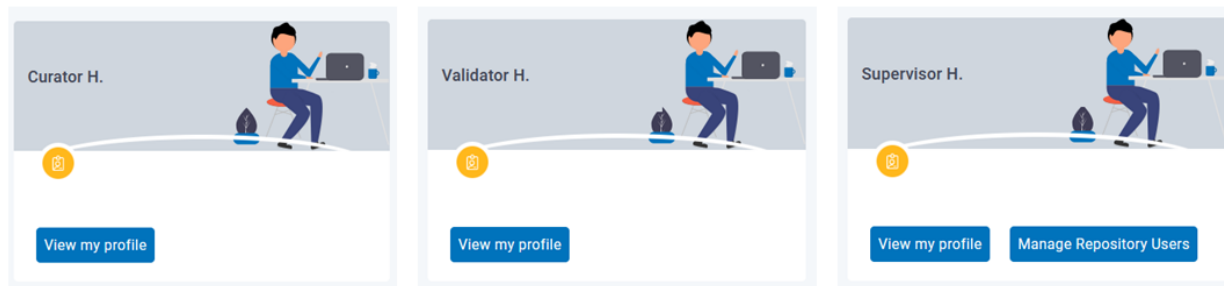 Curator H.
View my profile
Validator H.
View my profile
Supervisor H.
View my profile
Manage Repository Users